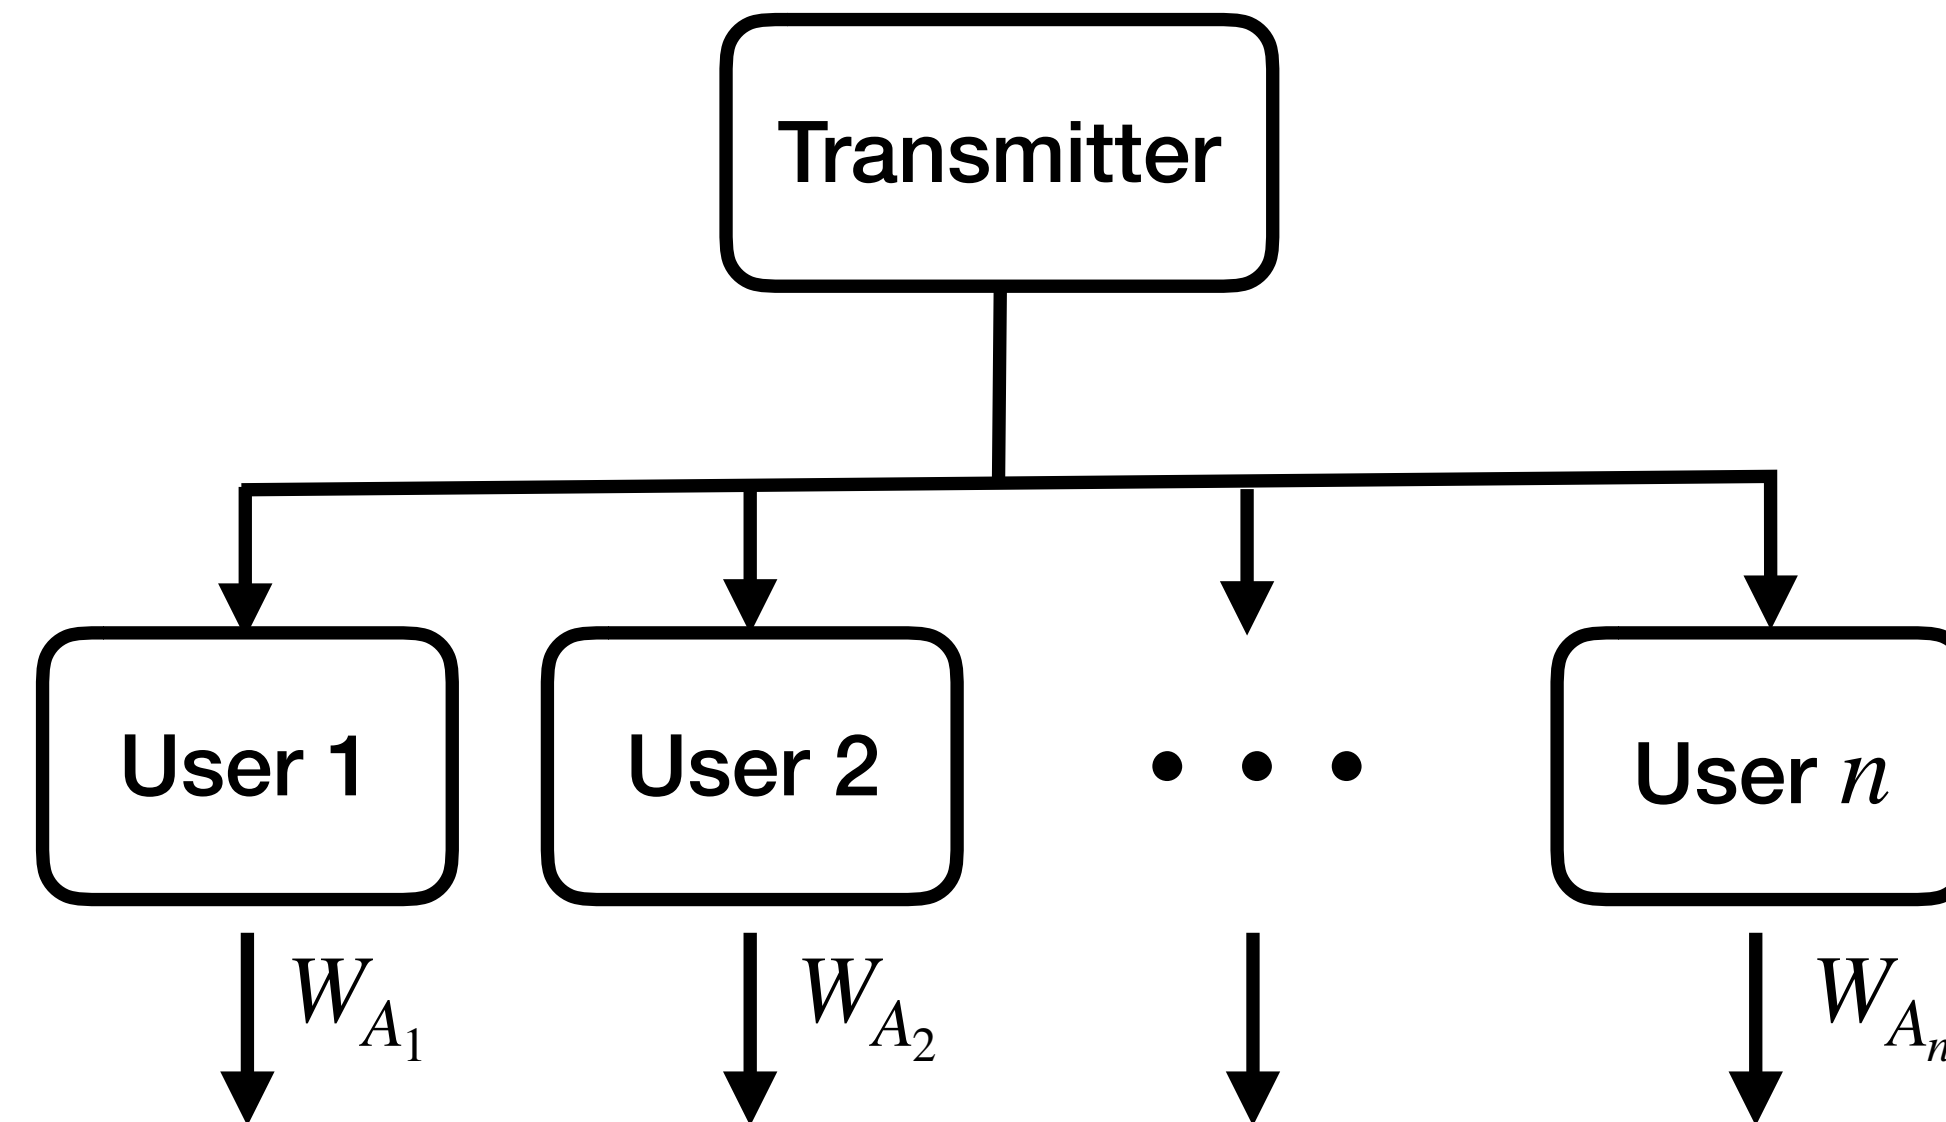 Transmitter
User 1 User 2 • • • User n
W_{A_1} W_{A_2} W_{A_n}